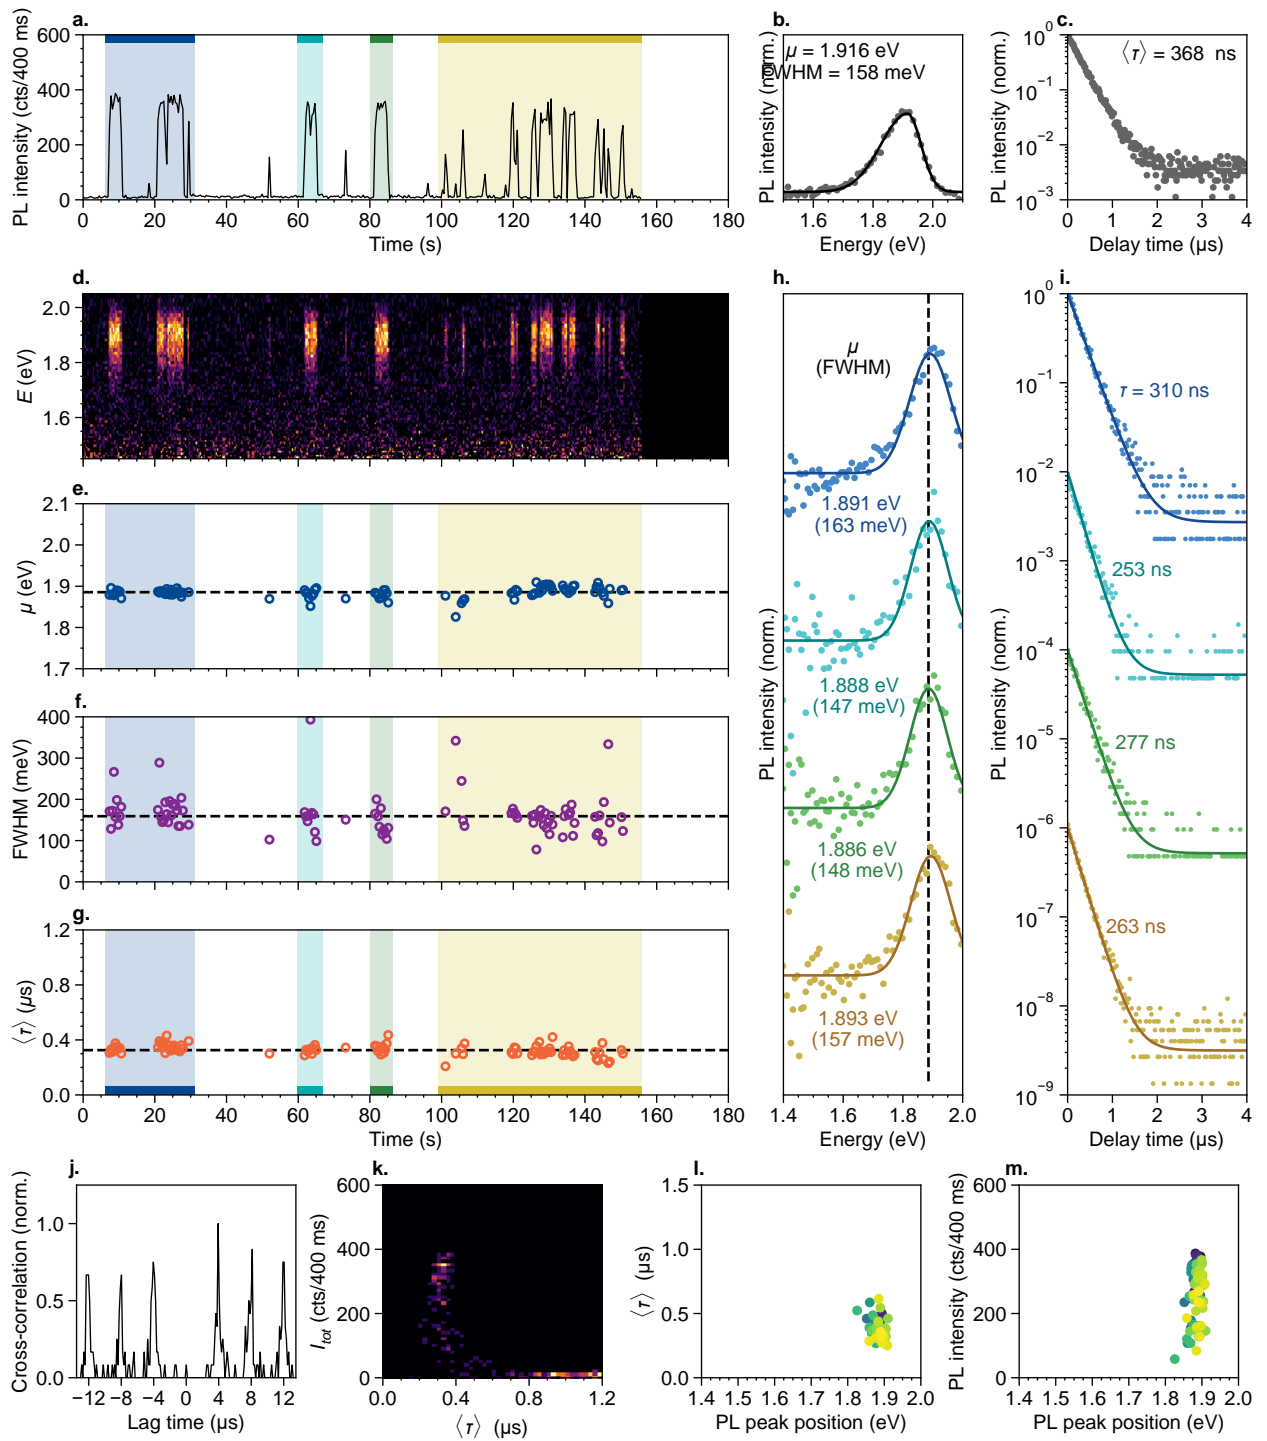 a.
PL intensity (cts/400 ms)
600
400
200
0
0 20 40 60 80 100 120 140 160 180
Time (s)
b.
PL intensity (norm.)
μ = 1.916 eV
FWHM = 158 meV
1.6 1.8 2.0
Energy (eV)
c.
PL intensity (norm.)
⟨τ⟩ = 368 ns
10⁰
10⁻¹
10⁻²
10⁻³
0 1 2 3 4
Delay time (μs)
d.
E (eV)
2.0
1.8
1.6
e.
μ (eV)
2.1
2.0
1.9
1.8
1.7
f.
FWHM (meV)
400
300
200
100
0
g.
⟨τ⟩ (μs)
1.2
0.8
0.4
0.0
0 20 40 60 80 100 120 140 160 180
Time (s)
h.
PL intensity (norm.)
μ
(FWHM)
1.891 eV
(163 meV)
1.888 eV
(147 meV)
1.886 eV
(148 meV)
1.893 eV
(157 meV)
1.4 1.6 1.8 2.0
Energy (eV)
i.
PL intensity (norm.)
10⁰
10⁻¹
10⁻²
10⁻³
10⁻⁴
10⁻⁵
10⁻⁶
10⁻⁷
10⁻⁸
10⁻⁹
τ = 310 ns
253 ns
277 ns
263 ns
0 1 2 3 4
Delay time (μs)
j.
Cross-correlation (norm.)
1.0
0.5
0.0
−12 −8 −4 0 4 8 12
Lag time (μs)
k.
I_tot (cts/400 ms)
600
400
200
0
0.0 0.4 0.8 1.2
⟨τ⟩ (μs)
l.
⟨τ⟩ (μs)
1.5
1.0
0.5
0.0
1.4 1.5 1.6 1.7 1.8 1.9 2.0
PL peak position (eV)
m.
PL intensity (cts/400 ms)
600
400
200
0
1.4 1.5 1.6 1.7 1.8 1.9 2.0
PL peak position (eV)